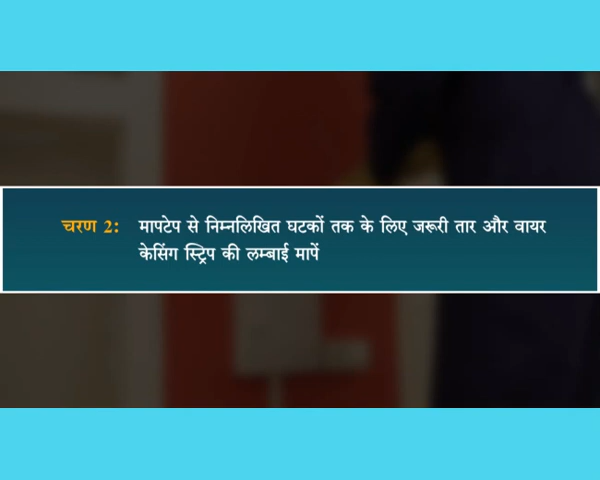 चरण 2: मापटेप से निम्नलिखित घटकों तक के लिए जरूरी तार और वायर
केसिंग स्ट्रिप की लम्बाई मापें